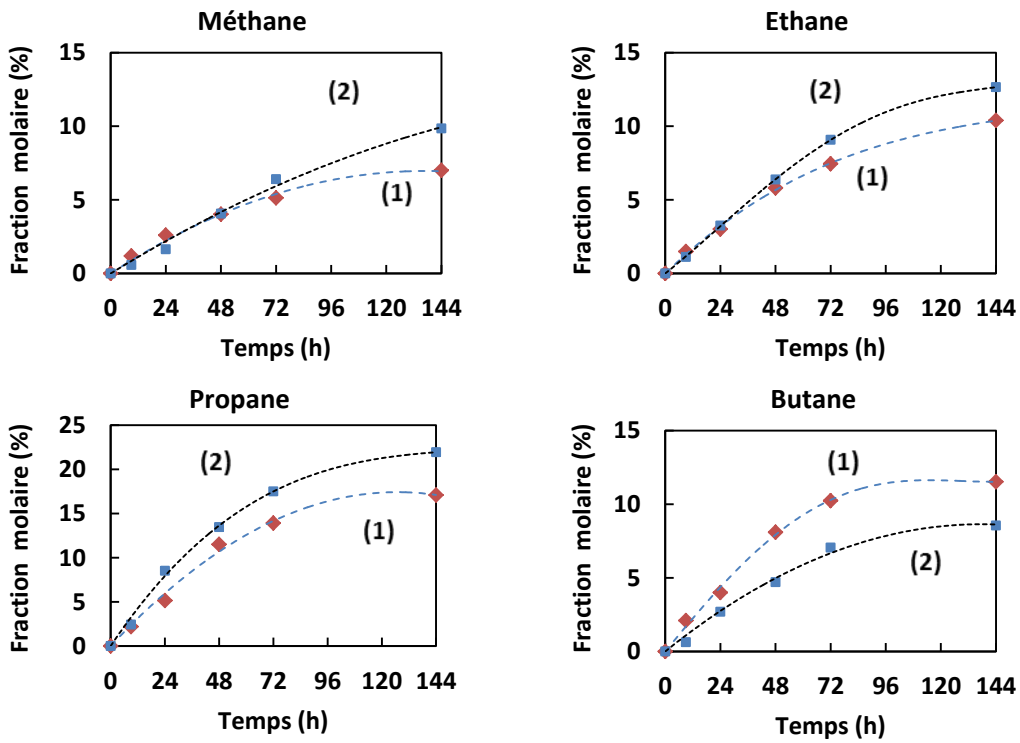 Méthane
Fraction molaire (%)
15
10
5
0
(2)
(1)
0 24 48 72 96 120 144
Temps (h)
Ethane
Fraction molaire (%)
15
10
5
0
(2)
(1)
0 24 48 72 96 120 144
Temps (h)
Propane
Fraction molaire (%)
25
20
15
10
5
0
(2)
(1)
0 24 48 72 96 120 144
Temps (h)
Butane
Fraction molaire (%)
15
10
5
0
(1)
(2)
0 24 48 72 96 120 144
Temps (h)